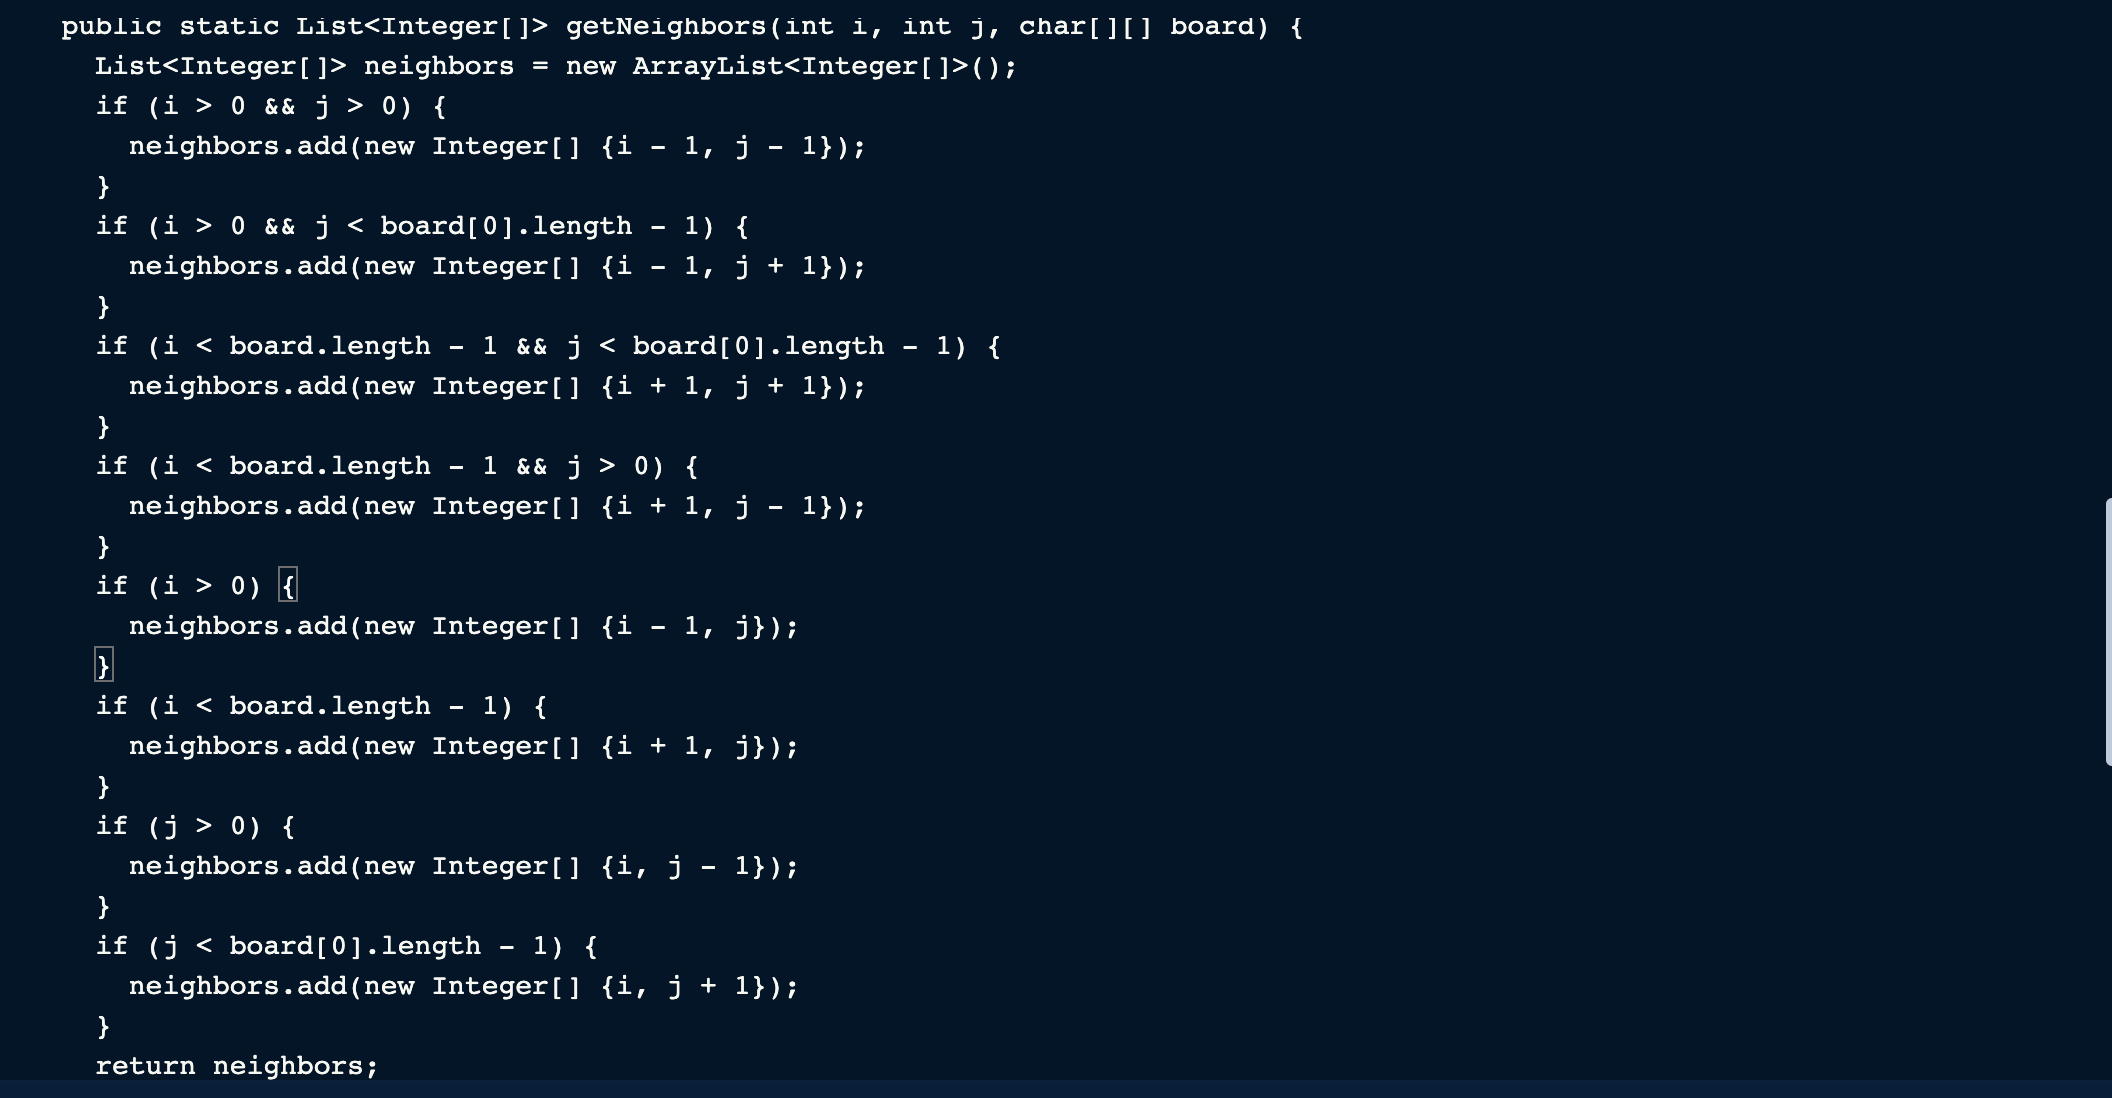 public static List<Integer[]> getNeighbors(int i, int j, char[][] board) {
List<Integer[]> neighbors = new ArrayList<Integer[]>();
if (i > 0 && j > 0) {
neighbors.add(new Integer[] {i - 1, j - 1});
}
if (i > 0 && j < board[0].length - 1) {
neighbors.add(new Integer[] {i - 1, j + 1});
}
if (i < board.length - 1 && j < board[0].length - 1) {
neighbors.add(new Integer[] {i + 1, j + 1});
}
if (i < board.length - 1 && j > 0) {
neighbors.add(new Integer[] {i + 1, j - 1});
}
if (i > 0) {
neighbors.add(new Integer[] {i - 1, j});
}
if (i < board.length - 1) {
neighbors.add(new Integer[] {i + 1, j});
}
if (j > 0) {
neighbors.add(new Integer[] {i, j - 1});
}
if (j < board[0].length - 1) {
neighbors.add(new Integer[] {i, j + 1});
}
return neighbors;